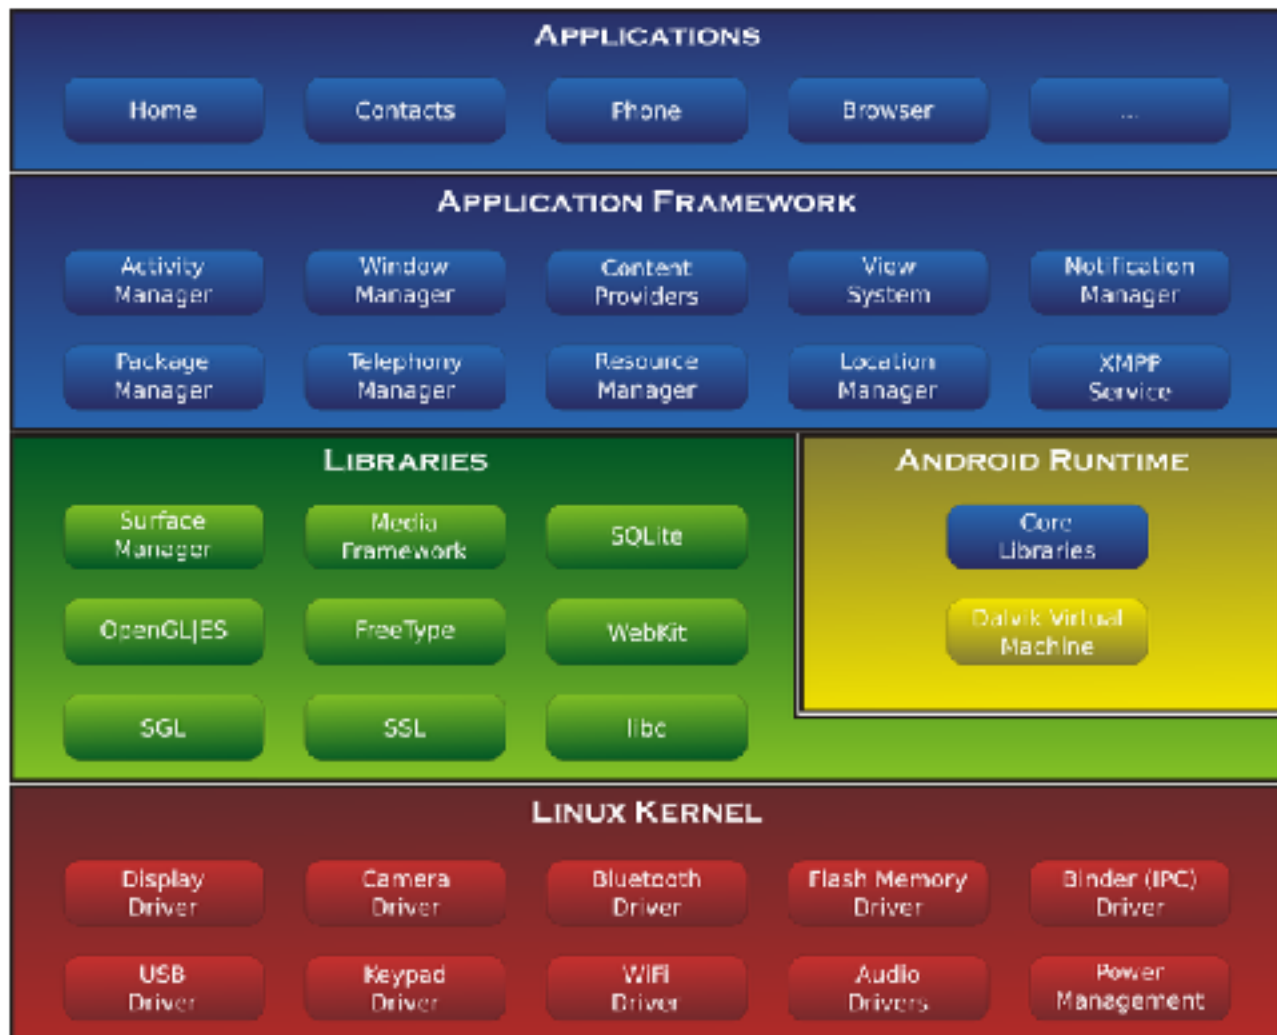 APPLICATIONS
Home
Contacts
Phone
Browser
...
APPLICATION FRAMEWORK
Activity
Manager
Window
Manager
Content
Providers
View
System
Notification
Manager
Package
Manager
Telephony
Manager
Resource
Manager
Location
Manager
XMPP
Service
LIBRARIES
Surface
Manager
Media
Framework
SQLite
OpenGL|ES
FreeType
WebKit
SGL
SSL
libc
ANDROID RUNTIME
Core
Libraries
Dalvik Virtual
Machine
LINUX KERNEL
Display
Driver
Camera
Driver
Bluetooth
Driver
Flash Memory
Driver
Binder (IPC)
Driver
USB
Driver
Keypad
Driver
WiFi
Driver
Audio
Drivers
Power
Management